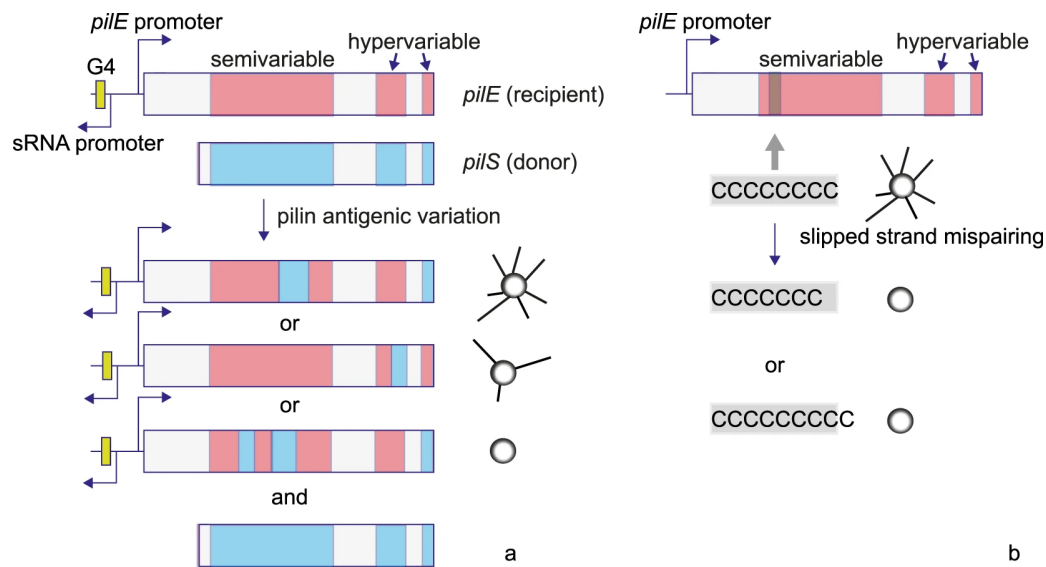 pilE promoter
G4
semivariable
hypervariable
pilE (recipient)
sRNA promoter
pilS (donor)
pilin antigenic variation
or
or
and
a
pilE promoter
semivariable
hypervariable
CCCCCCCC
slipped strand mispairing
CCCCCCC
or
CCCCCCCCC
b